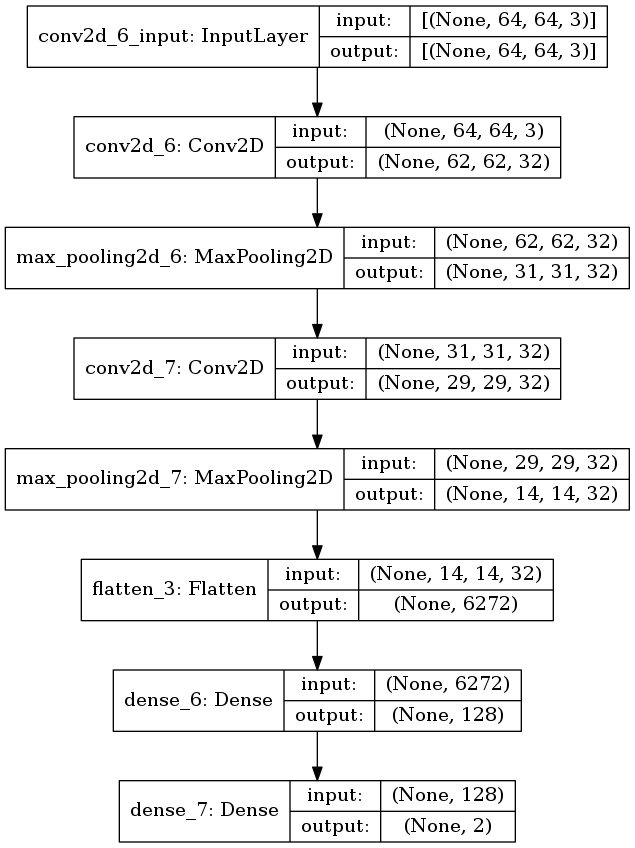 conv2d_6_input: InputLayer
input: [(None, 64, 64, 3)]
output: [(None, 64, 64, 3)]
conv2d_6: Conv2D
input: (None, 64, 64, 3)
output: (None, 62, 62, 32)
max_pooling2d_6: MaxPooling2D
input: (None, 62, 62, 32)
output: (None, 31, 31, 32)
conv2d_7: Conv2D
input: (None, 31, 31, 32)
output: (None, 29, 29, 32)
max_pooling2d_7: MaxPooling2D
input: (None, 29, 29, 32)
output: (None, 14, 14, 32)
flatten_3: Flatten
input: (None, 14, 14, 32)
output: (None, 6272)
dense_6: Dense
input: (None, 6272)
output: (None, 128)
dense_7: Dense
input: (None, 128)
output: (None, 2)